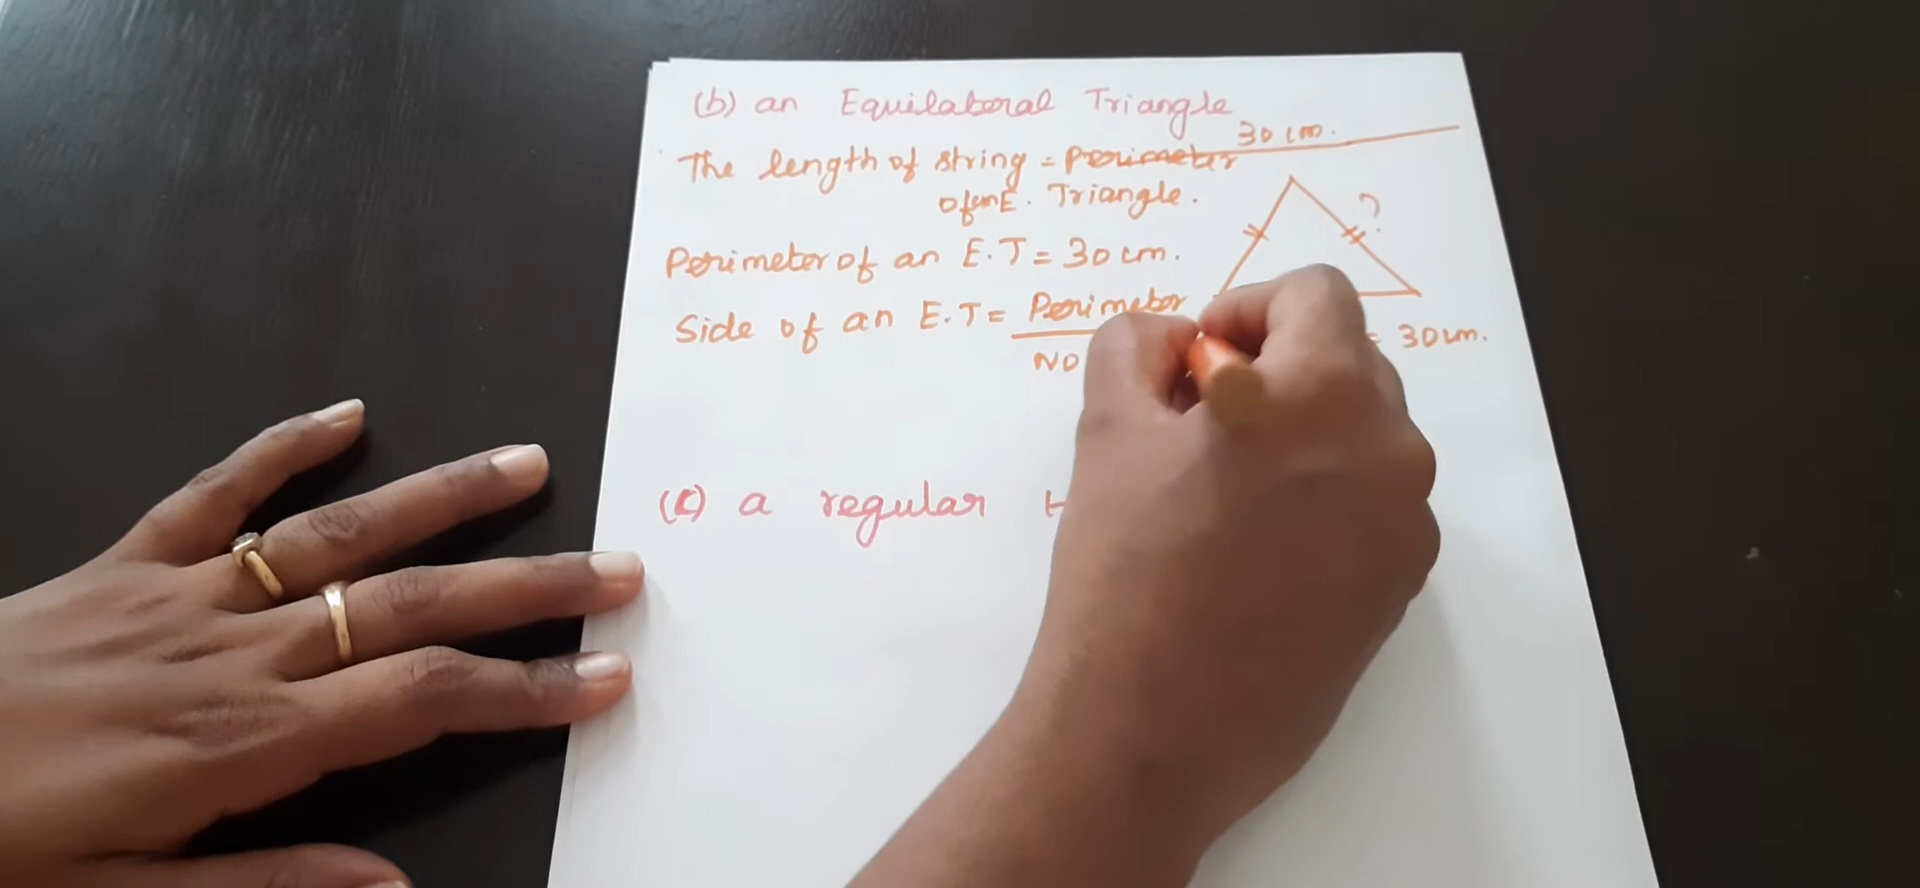 (b) an Equilateral Triangle
30 cm.
The length of string = Perimeter
of an E. Triangle.
?
Perimeter of an E.T = 30 cm.
Side of an E.T = Perimeter
No
= 30 cm.
(c) a regular